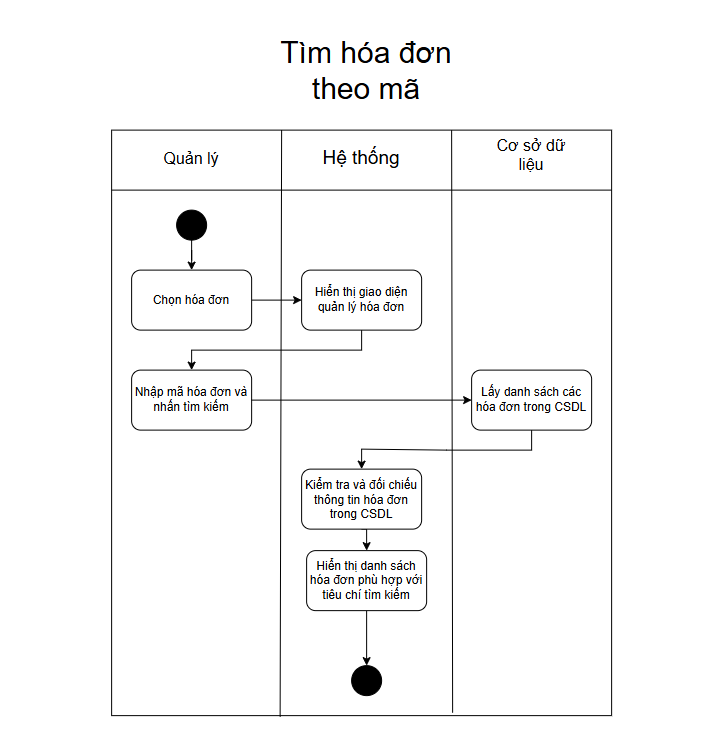 Tìm hóa đơn
theo mã
Quản lý
Hệ thống
Cơ sở dữ
liệu
Chọn hóa đơn
Hiển thị giao diện
quản lý hóa đơn
Nhập mã hóa đơn và
nhấn tìm kiếm
Lấy danh sách các
hóa đơn trong CSDL
Kiểm tra và đối chiếu
thông tin hóa đơn
trong CSDL
Hiển thị danh sách
hóa đơn phù hợp với
tiêu chí tìm kiếm